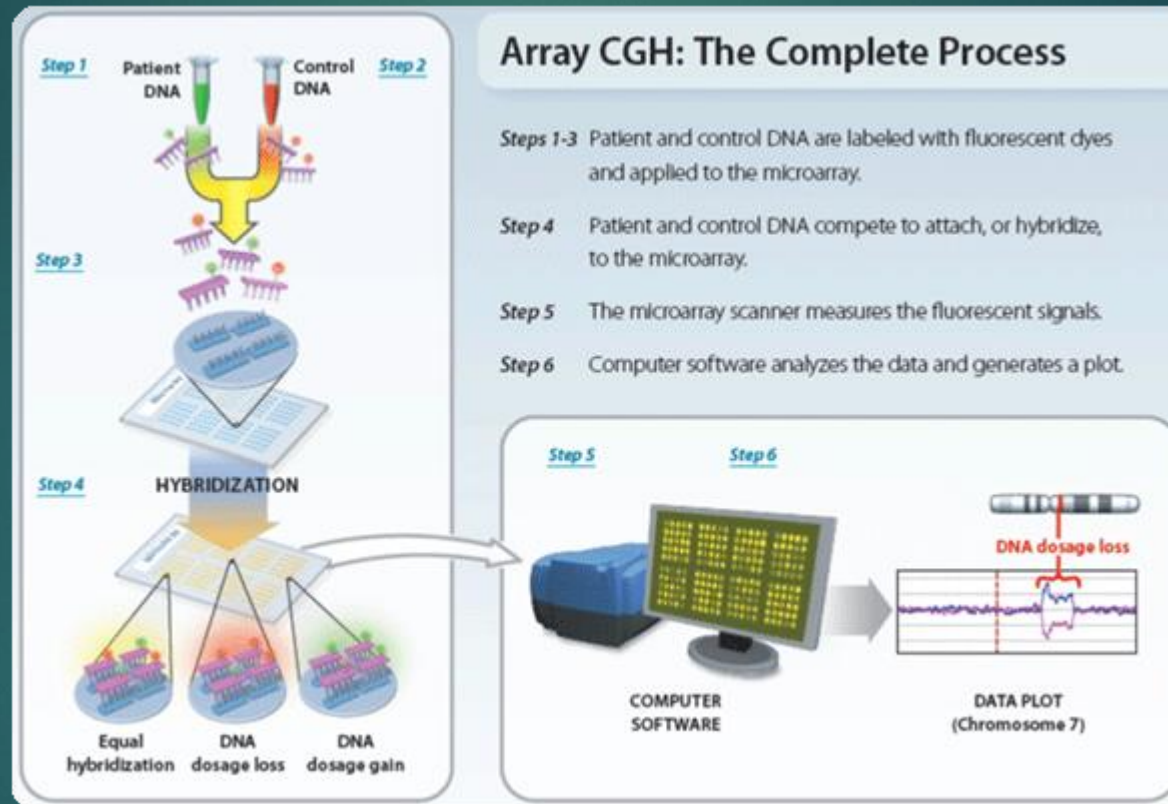 Array CGH: The Complete Process
Step 1
Patient
DNA
Control
DNA
Step 2
Step 3
Step 4
HYBRIDIZATION
Equal
hybridization
DNA
dosage loss
DNA
dosage gain
Steps 1-3 Patient and control DNA are labeled with fluorescent dyes
and applied to the microarray.
Step 4 Patient and control DNA compete to attach, or hybridize,
to the microarray.
Step 5 The microarray scanner measures the fluorescent signals.
Step 6 Computer software analyzes the data and generates a plot.
Step 5
Step 6
DNA dosage loss
COMPUTER
SOFTWARE
DATA PLOT
(Chromosome 7)